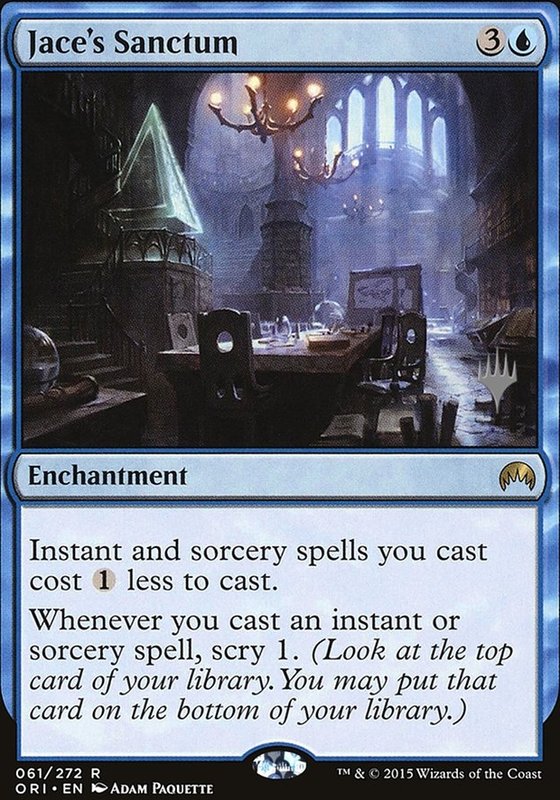 Jace's Sanctum 3
Enchantment
Instant and sorcery spells you cast
cost 1 less to cast.
Whenever you cast an instant or
sorcery spell, scry 1. (Look at the top
card of your library. You may put that
card on the bottom of your library.)
061/272 R
ORI • EN Adam Paquette
™ & © 2015 Wizards of the Coast